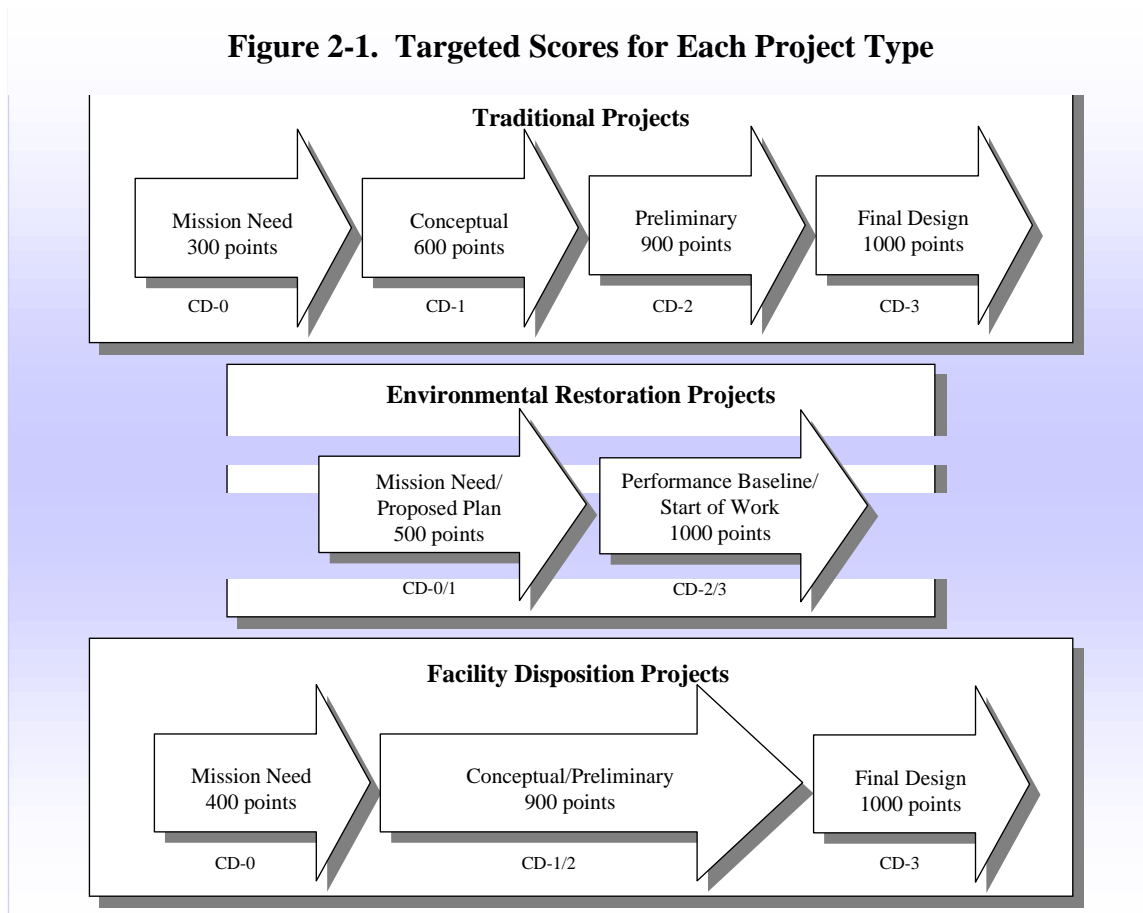 Figure 2-1. Targeted Scores for Each Project Type
Traditional Projects
Mission Need
300 points
CD-0
Conceptual
600 points
CD-1
Preliminary
900 points
CD-2
Final Design
1000 points
CD-3
Environmental Restoration Projects
Mission Need/
Proposed Plan
500 points
CD-0/1
Performance Baseline/
Start of Work
1000 points
CD-2/3
Facility Disposition Projects
Mission Need
400 points
CD-0
Conceptual/Preliminary
900 points
CD-1/2
Final Design
1000 points
CD-3